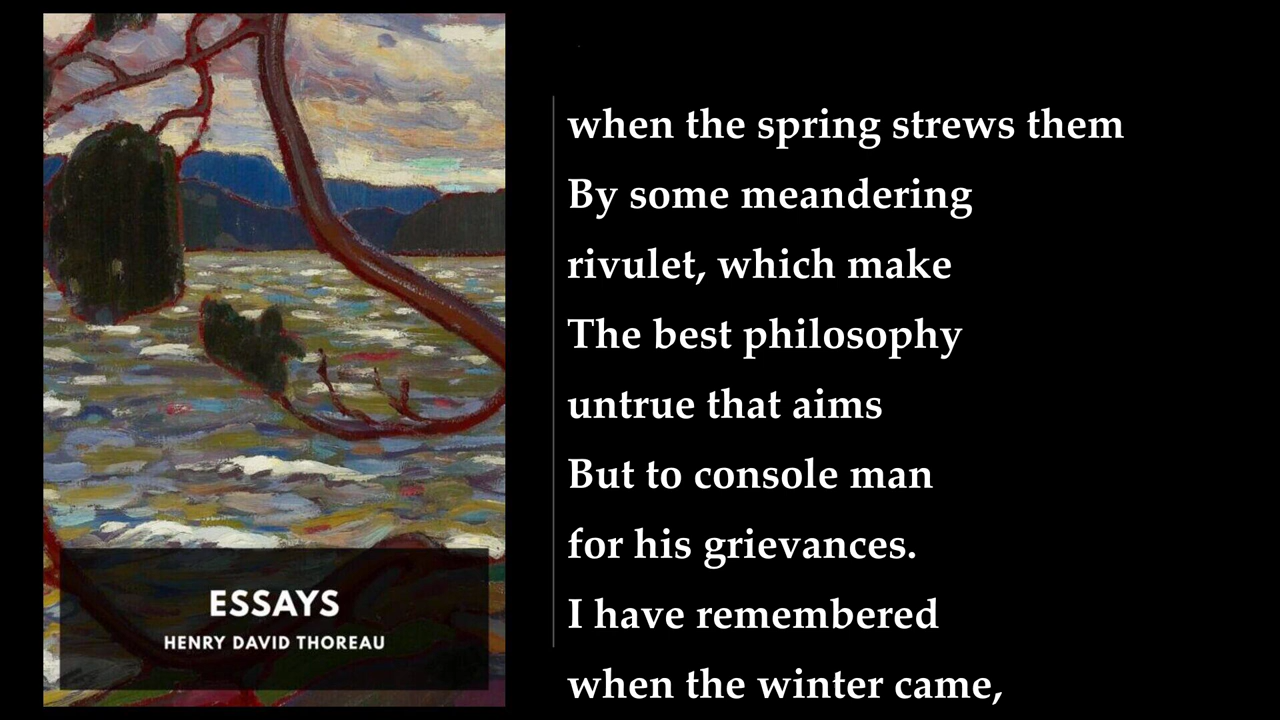 ESSAYS
HENRY DAVID THOREAU
when the spring strews them
By some meandering
rivulet, which make
The best philosophy
untrue that aims
But to console man
for his grievances.
I have remembered
when the winter came,